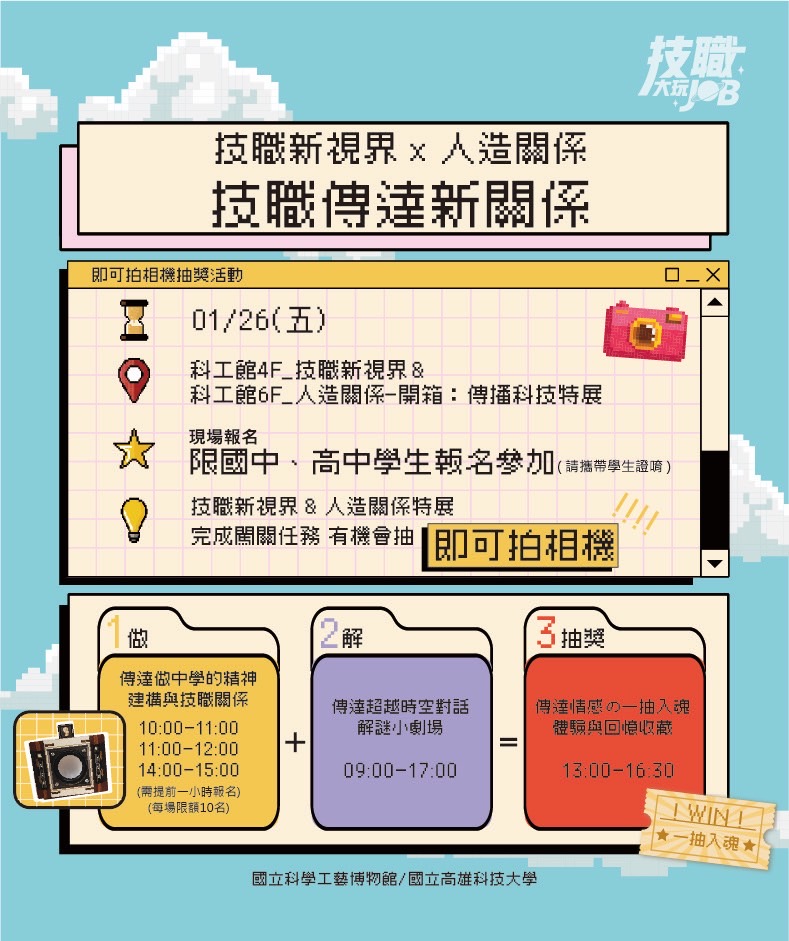 技職
大玩JOB
技職新視界 x 人造關係
技職傳達新關係
即可拍相機抽獎活動
01/26(五)
科工館4F_技職新視界&
科工館6F_人造關係-開箱：傳播科技特展
現場報名
限國中、高中學生報名參加(請攜帶學生證唷)
技職新視界 & 人造關係特展
完成闖關任務 有機會抽 即可拍相機
1做
傳達做中學的精神
建構與技職關係
10:00-11:00
11:00-12:00
14:00-15:00
(需提前一小時報名)
(每場限額10名)
+
2解
傳達超越時空對話
解謎小劇場
09:00-17:00
=
3抽獎
傳達情感の一抽入魂
體驗與回憶收藏
13:00-16:30
! WIN !
★一抽入魂★
國立科學工藝博物館/國立高雄科技大學